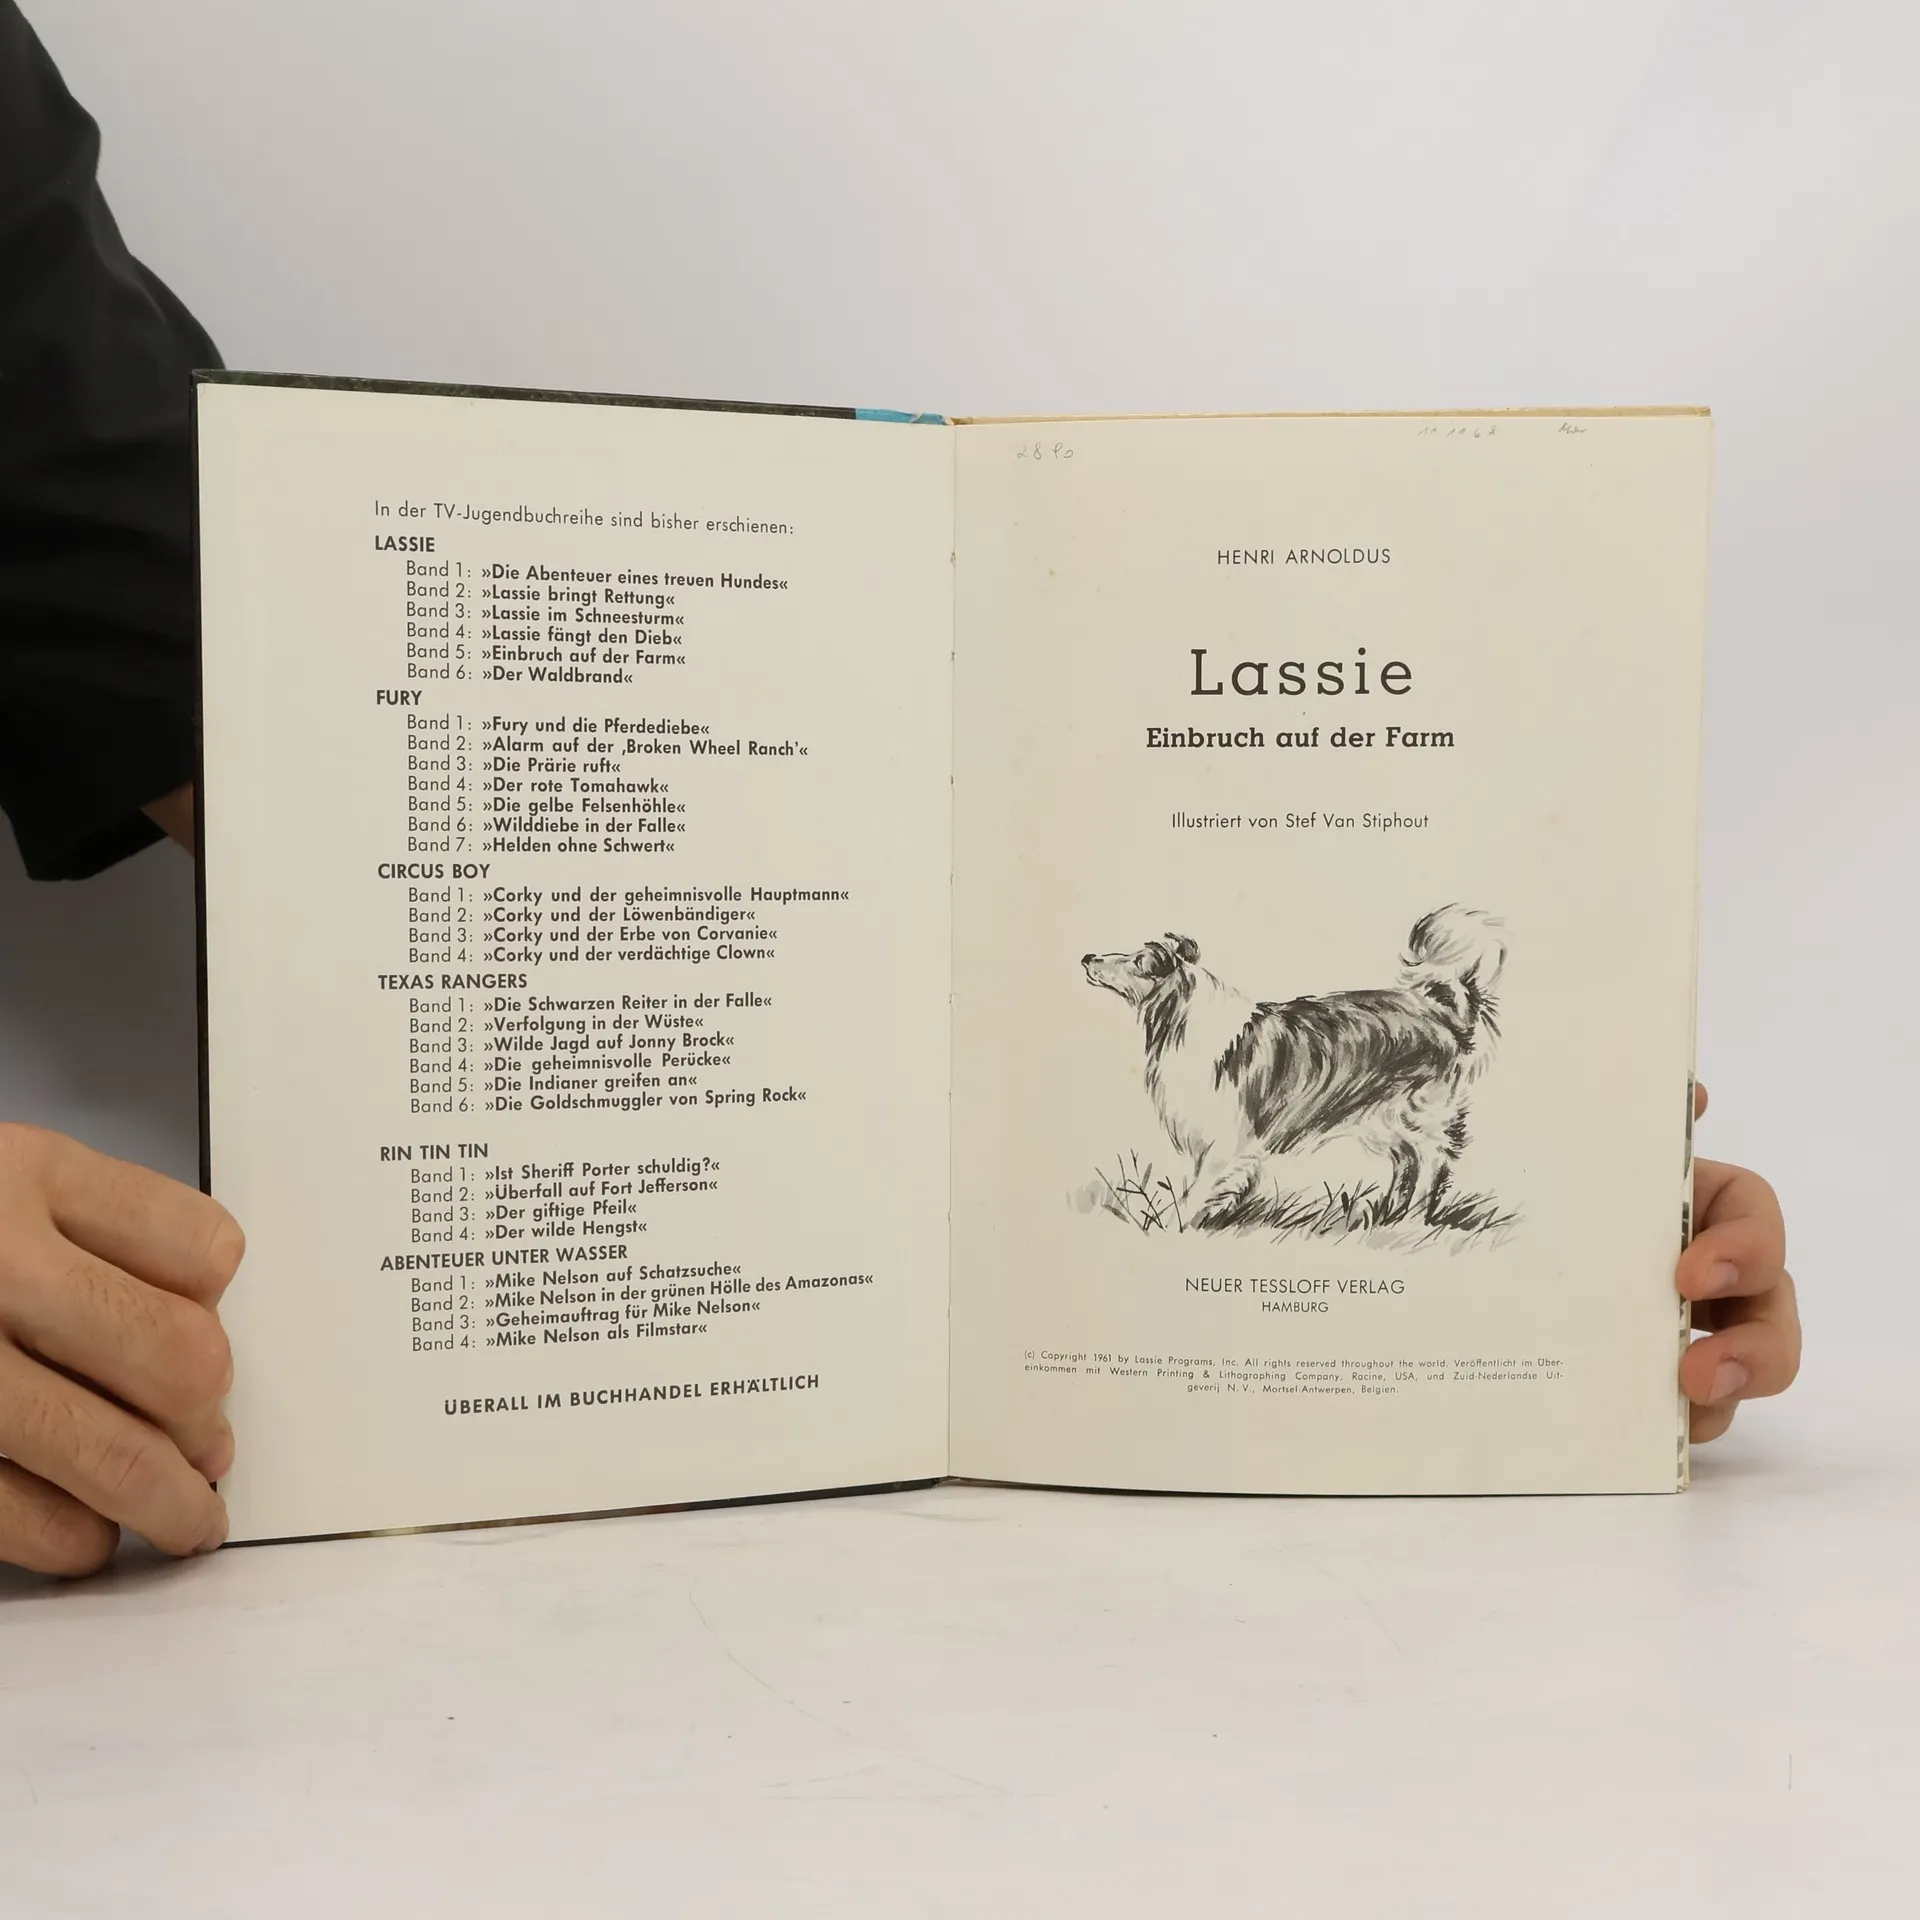 In der TV-Jugendbuchreihe sind bisher erschienen:
LASSIE
Band 1: »Die Abenteuer eines treuen Hundes«
Band 2: »Lassie bringt Rettung«
Band 3: »Lassie im Schneesturm«
Band 4: »Lassie fängt den Dieb«
Band 5: »Einbruch auf der Farm«
Band 6: »Der Waldbrand«
FURY
Band 1: »Fury und die Pferdediebe«
Band 2: »Alarm auf der ‚Broken Wheel Ranch'«
Band 3: »Die Prärie ruft«
Band 4: »Der rote Tomahawk«
Band 5: »Die gelbe Felsenhöhle«
Band 6: »Wilddiebe in der Falle«
Band 7: »Helden ohne Schwert«
CIRCUS BOY
Band 1: »Corky und der geheimnisvolle Hauptmann«
Band 2: »Corky und der Löwenbändiger«
Band 3: »Corky und der Erbe von Corvanie«
Band 4: »Corky und der verdächtige Clown«
TEXAS RANGERS
Band 1: »Die Schwarzen Reiter in der Falle«
Band 2: »Verfolgung in der Wüste«
Band 3: »Wilde Jagd auf Jonny Brock«
Band 4: »Die geheimnisvolle Perücke«
Band 5: »Die Indianer greifen an«
Band 6: »Die Goldschmuggler von Spring Rock«
RIN TIN TIN
Band 1: »Ist Sheriff Porter schuldig?«
Band 2: »Überfall auf Fort Jefferson«
Band 3: »Der giftige Pfeil«
Band 4: »Der wilde Hengst«
ABENTEUER UNTER WASSER
Band 1: »Mike Nelson auf Schatzsuche«
Band 2: »Mike Nelson in der grünen Hölle des Amazonas«
Band 3: »Geheimauftrag für Mike Nelson«
Band 4: »Mike Nelson als Filmstar«
ÜBERALL IM BUCHHANDEL ERHÄLTLICH
HENRI ARNOLDUS
Lassie
Einbruch auf der Farm
Illustriert von Stef Van Stiphout
NEUER TESSLOFF VERLAG
HAMBURG
(c) Copyright 1961 by Lassie Programs, Inc. All rights reserved throughout the world. Veröffentlicht im Über-
einkommen mit Western Printing & Lithographing Company, Racine, USA, und Zuid-Nederlandse Uit-
geverij N. V., Mortsel-Antwerpen, Belgien.